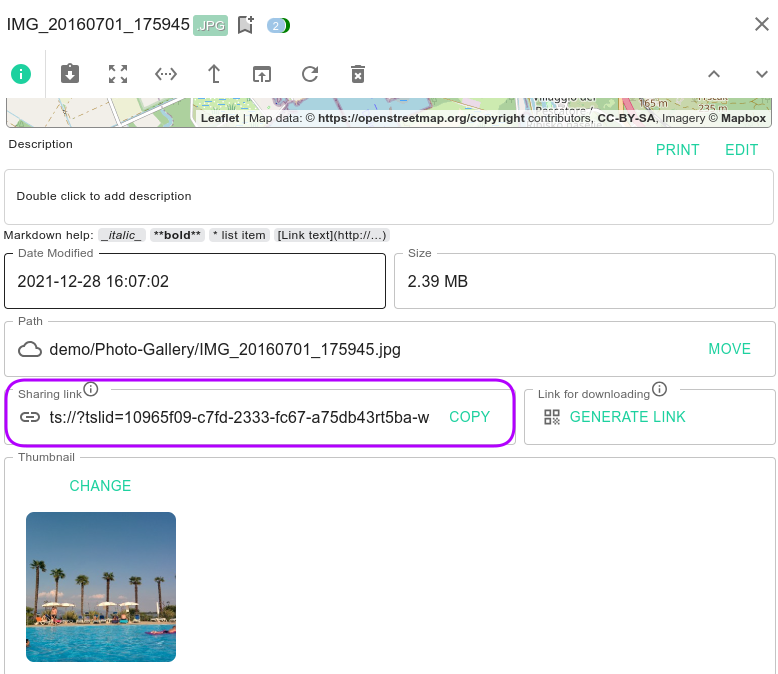 IMG_20160701_175945 .JPG 2
165 m
235 m
Leaflet | Map data: © https://openstreetmap.org/copyright contributors, CC-BY-SA, Imagery © Mapbox
Description
PRINT EDIT
Double click to add description
Markdown help: _italic_ **bold** * list item [Link text](http://...)
Date Modified
2021-12-28 16:07:02
Size
2.39 MB
Path
demo/Photo-Gallery/IMG_20160701_175945.jpg MOVE
Sharing link
ts://?tslid=10965f09-c7fd-2333-fc67-a75db43rt5ba-w COPY
Link for downloading
GENERATE LINK
Thumbnail
CHANGE